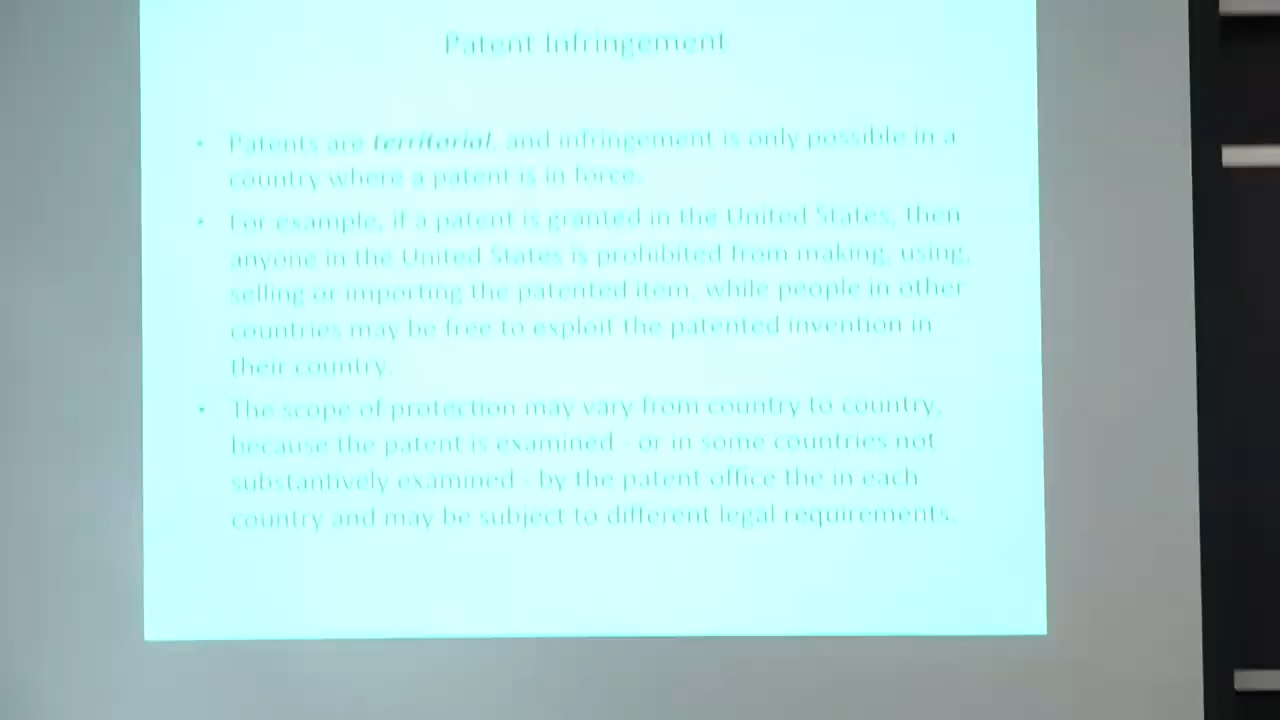 Patent Infringement
• Patents are territorial, and infringement is only possible in a
country where a patent is in force.
• For example, if a patent is granted in the United States, then
anyone in the United States is prohibited from making, using,
selling or importing the patented item, while people in other
countries may be free to exploit the patented invention in
their country.
• The scope of protection may vary from country to country,
because the patent is examined - or in some countries not
substantively examined - by the patent office the in each
country and may be subject to different legal requirements.